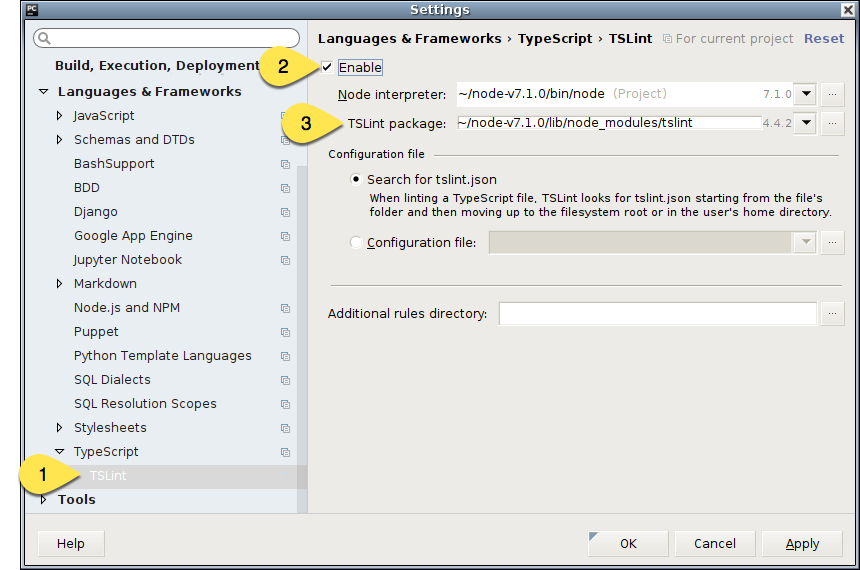 PC
Settings
Languages & Frameworks › TypeScript › TSLint For current project Reset
Build, Execution, Deployment
2
Enable
Languages & Frameworks
Node interpreter: ~/node-v7.1.0/bin/node (Project) 7.1.0 ...
JavaScript
3
TSLint package: ~/node-v7.1.0/lib/node_modules/tslint 4.4.2 ...
Schemas and DTDs
Configuration file
BashSupport
Search for tslint.json
BDD
When linting a TypeScript file, TSLint looks for tslint.json starting from the file's
folder and then moving up to the filesystem root or in the user's home directory.
Django
Google App Engine
Configuration file: ...
Jupyter Notebook
Markdown
Node.js and NPM
Additional rules directory: ...
Puppet
Python Template Languages
SQL Dialects
SQL Resolution Scopes
Stylesheets
TypeScript
1
TSLint
Tools
Help
OK
Cancel
Apply